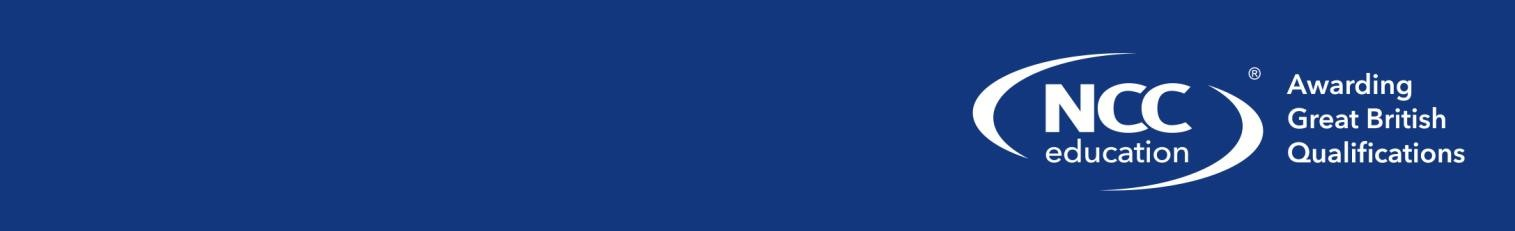 NCC
education
®
Awarding
Great British
Qualifications